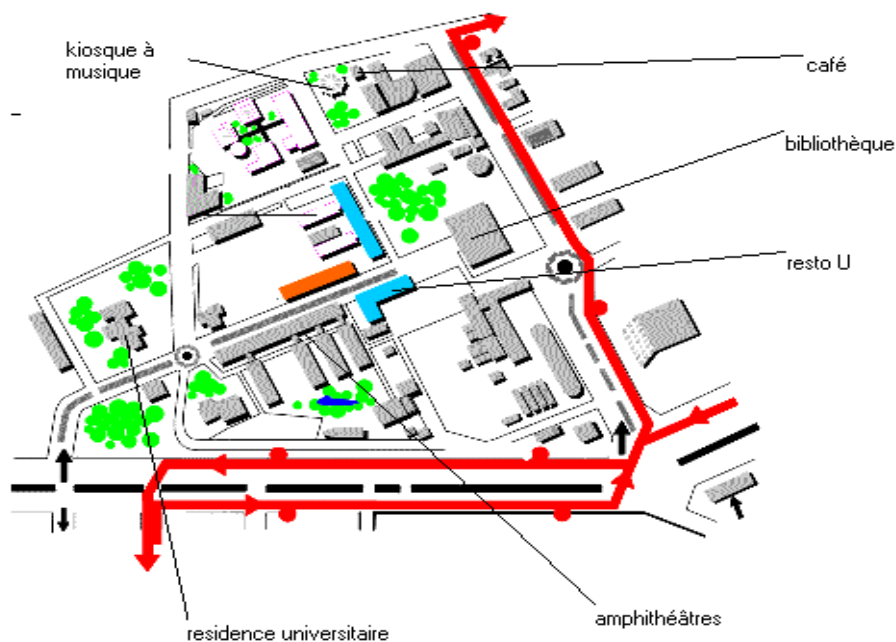 kiosque à
musique
café
bibliothèque
resto U
amphithéâtres
residence universitaire